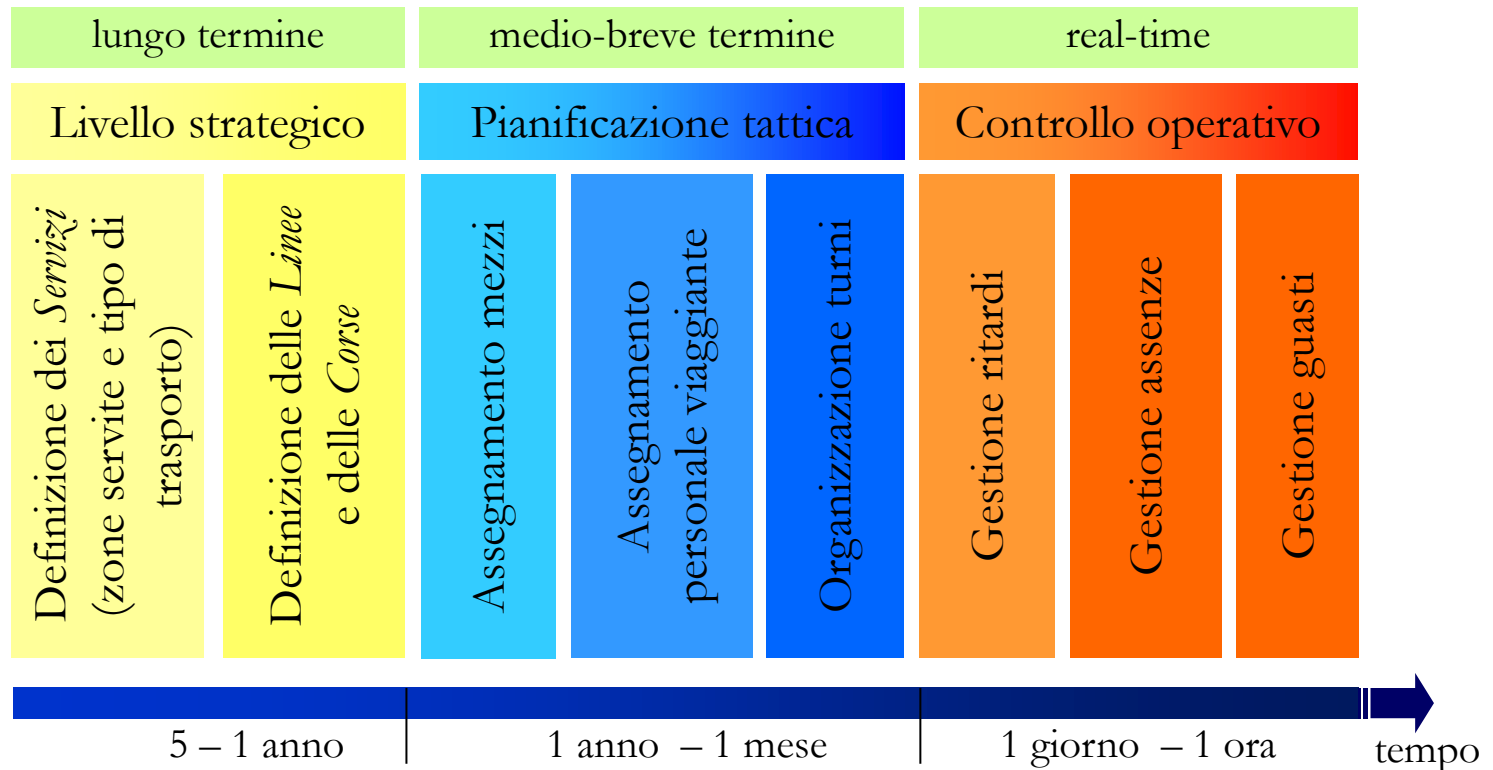 lungo termine
medio-breve termine
real-time
Livello strategico
Pianificazione tattica
Controllo operativo
Definizione dei Servizi
(zone servite e tipo di
trasporto)
Definizione delle Linee
e delle Corse
Assegnamento mezzi
Assegnamento
personale viaggiante
Organizzazione turni
Gestione ritardi
Gestione assenze
Gestione guasti
5 – 1 anno
1 anno – 1 mese
1 giorno – 1 ora
tempo